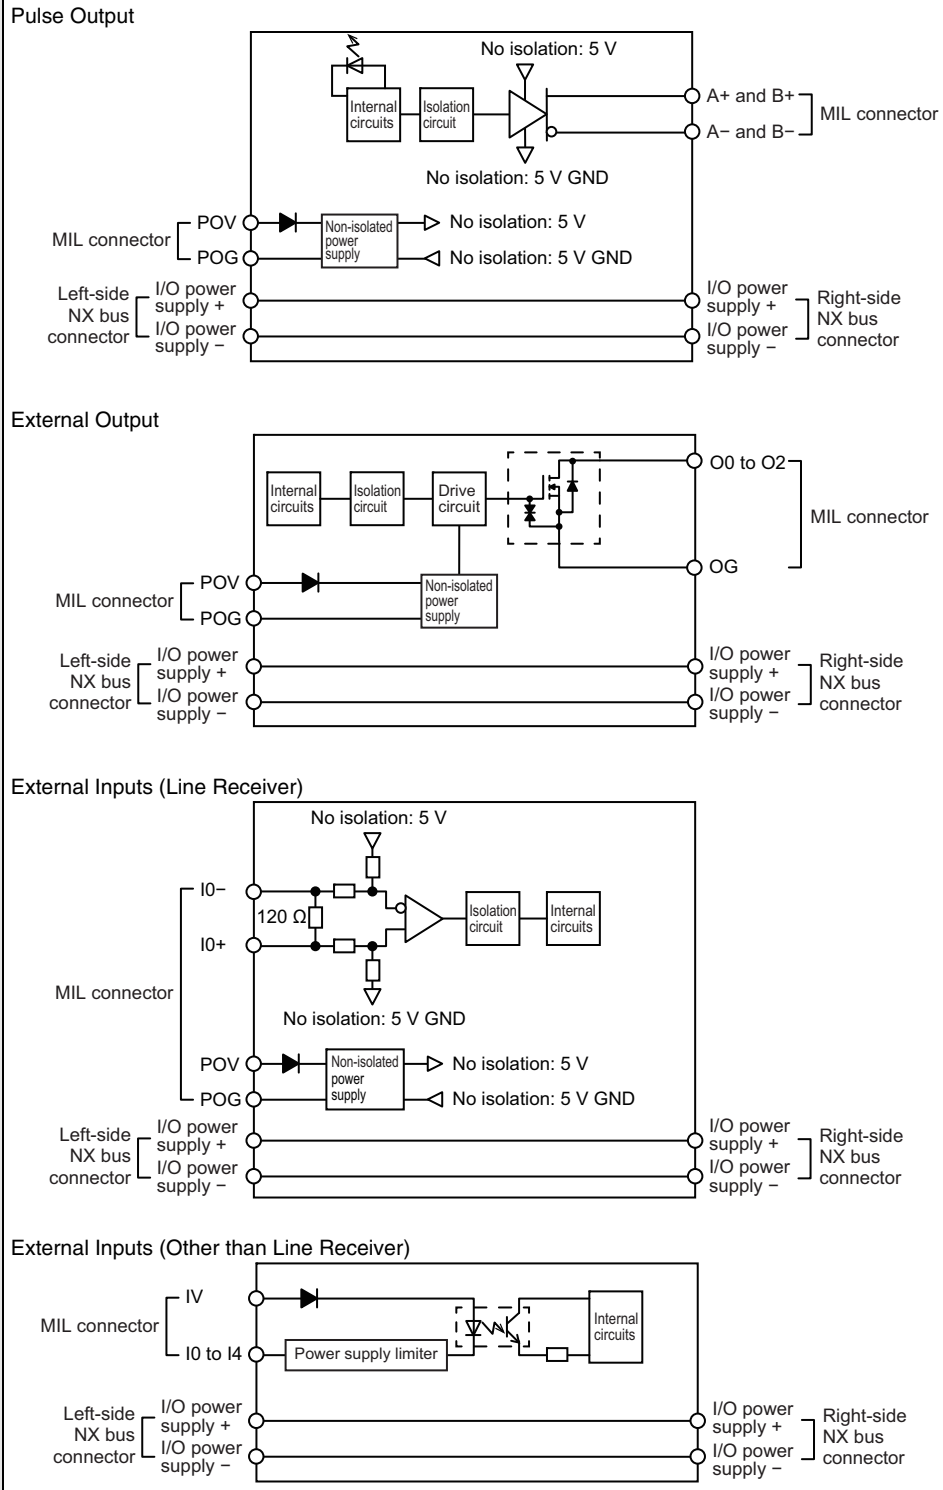 Pulse Output
No isolation: 5 V
Internal
circuits
Isolation
circuit
A+ and B+
A− and B−
MIL connector
No isolation: 5 V GND
MIL connector
POV
POG
Non-isolated
power
supply
No isolation: 5 V
No isolation: 5 V GND
Left-side
NX bus
connector
I/O power
supply +
I/O power
supply −
I/O power
supply +
I/O power
supply −
Right-side
NX bus
connector
External Output
Internal
circuits
Isolation
circuit
Drive
circuit
O0 to O2
OG
MIL connector
MIL connector
POV
POG
Non-isolated
power
supply
Left-side
NX bus
connector
I/O power
supply +
I/O power
supply −
I/O power
supply +
I/O power
supply −
Right-side
NX bus
connector
External Inputs (Line Receiver)
No isolation: 5 V
I0−
120 Ω
I0+
Isolation
circuit
Internal
circuits
MIL connector
No isolation: 5 V GND
POV
POG
Non-isolated
power
supply
No isolation: 5 V
No isolation: 5 V GND
Left-side
NX bus
connector
I/O power
supply +
I/O power
supply −
I/O power
supply +
I/O power
supply −
Right-side
NX bus
connector
External Inputs (Other than Line Receiver)
MIL connector
IV
I0 to I4
Power supply limiter
Internal
circuits
Left-side
NX bus
connector
I/O power
supply +
I/O power
supply −
I/O power
supply +
I/O power
supply −
Right-side
NX bus
connector